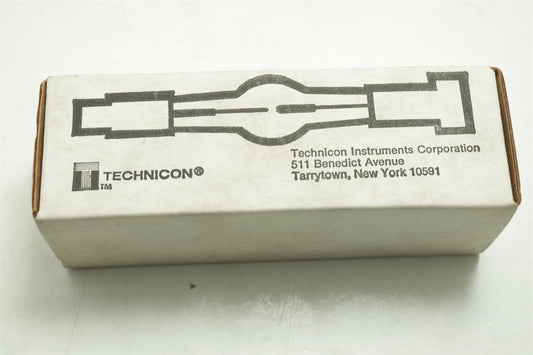 Technicon Instruments Corporation
511 Benedict Avenue
Tarrytown, New York 10591
TECHNICON®
TM